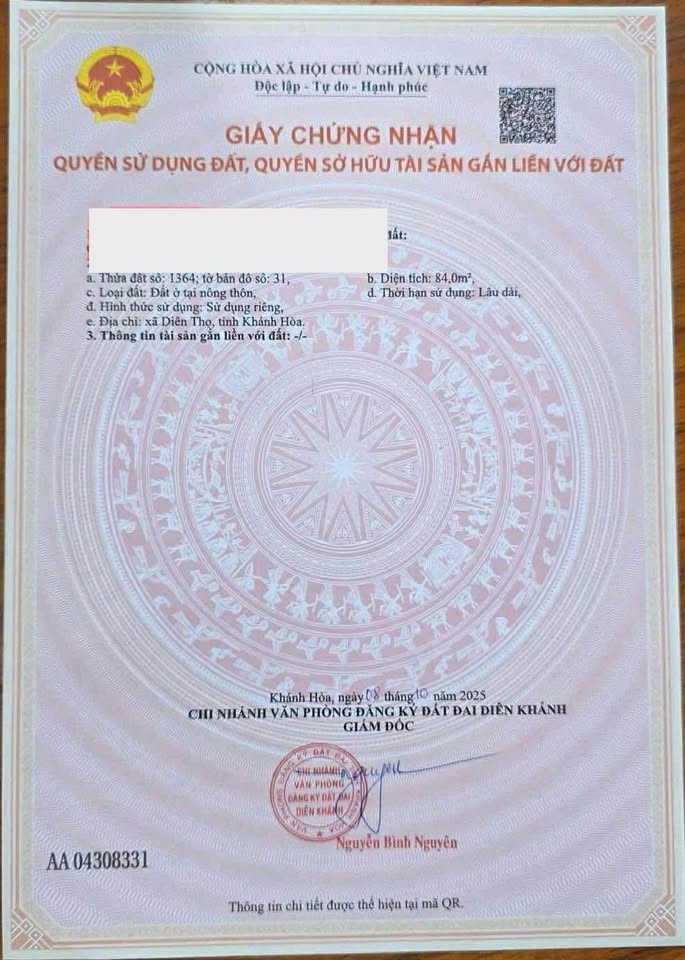 CỘNG HÒA XÃ HỘI CHỦ NGHĨA VIỆT NAM
Độc lập - Tự do - Hạnh phúc
GIẤY CHỨNG NHẬN
QUYỀN SỬ DỤNG ĐẤT, QUYỀN SỞ HỮU TÀI SẢN GẮN LIỀN VỚI ĐẤT
đất:
a. Thửa đất số: 1364; tờ bản đồ số: 31, b. Diện tích: 84,0m²,
c. Loại đất: Đất ở tại nông thôn, d. Thời hạn sử dụng: Lâu dài,
đ. Hình thức sử dụng: Sử dụng riêng,
e. Địa chỉ: xã Diên Thọ, tỉnh Khánh Hòa.
3. Thông tin tài sản gắn liền với đất: -/-
Khánh Hòa, ngày 08 tháng 10 năm 2025
CHI NHÁNH VĂN PHÒNG ĐĂNG KÝ ĐẤT ĐAI DIÊN KHÁNH
GIÁM ĐỐC
CHI NHÁNH
VĂN PHÒNG
ĐĂNG KÝ ĐẤT ĐAI
DIÊN KHÁNH
Nguyễn Bình Nguyên
AA 04308331
Thông tin chi tiết được thể hiện tại mã QR.